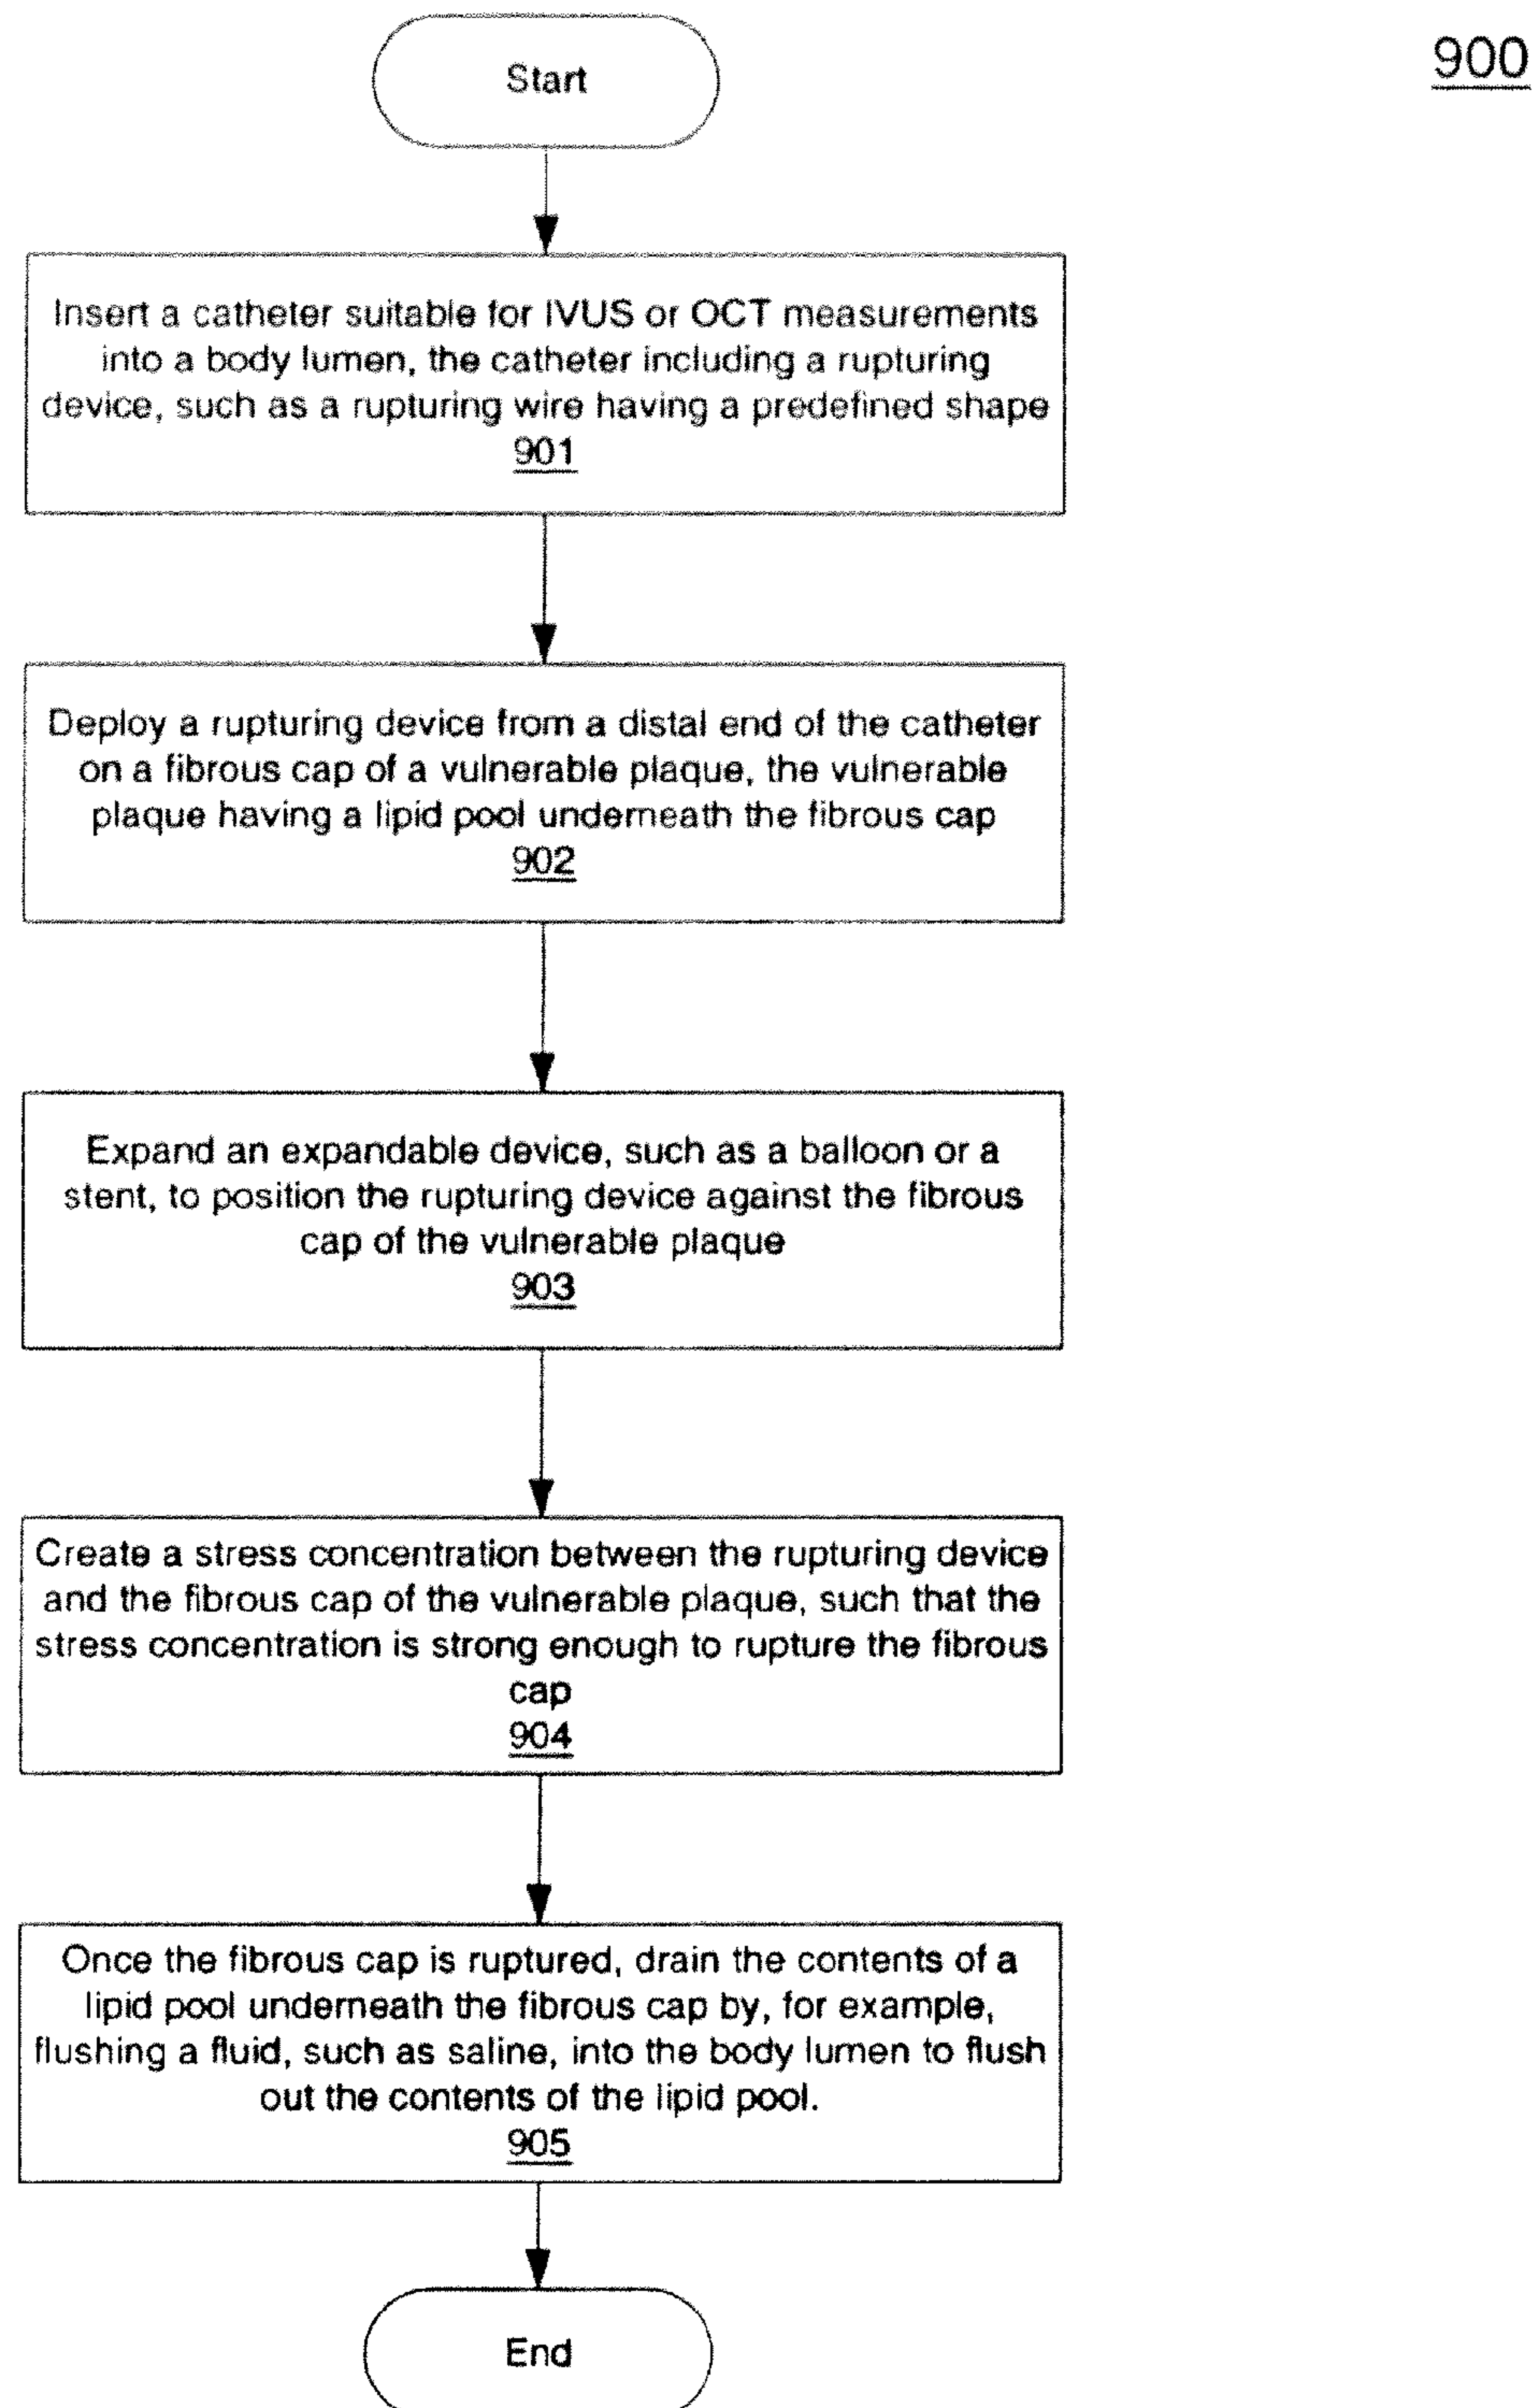 Start
900
Insert a catheter suitable for IVUS or OCT measurements
into a body lumen, the catheter including a rupturing
device, such as a rupturing wire having a predefined shape
901
Deploy a rupturing device from a distal end of the catheter
on a fibrous cap of a vulnerable plaque, the vulnerable
plaque having a lipid pool underneath the fibrous cap
902
Expand an expandable device, such as a balloon or a
stent, to position the rupturing device against the fibrous
cap of the vulnerable plaque
903
Create a stress concentration between the rupturing device
and the fibrous cap of the vulnerable plaque, such that the
stress concentration is strong enough to rupture the fibrous
cap
904
Once the fibrous cap is ruptured, drain the contents of a
lipid pool underneath the fibrous cap by, for example,
flushing a fluid, such as saline, into the body lumen to flush
out the contents of the lipid pool.
905
End